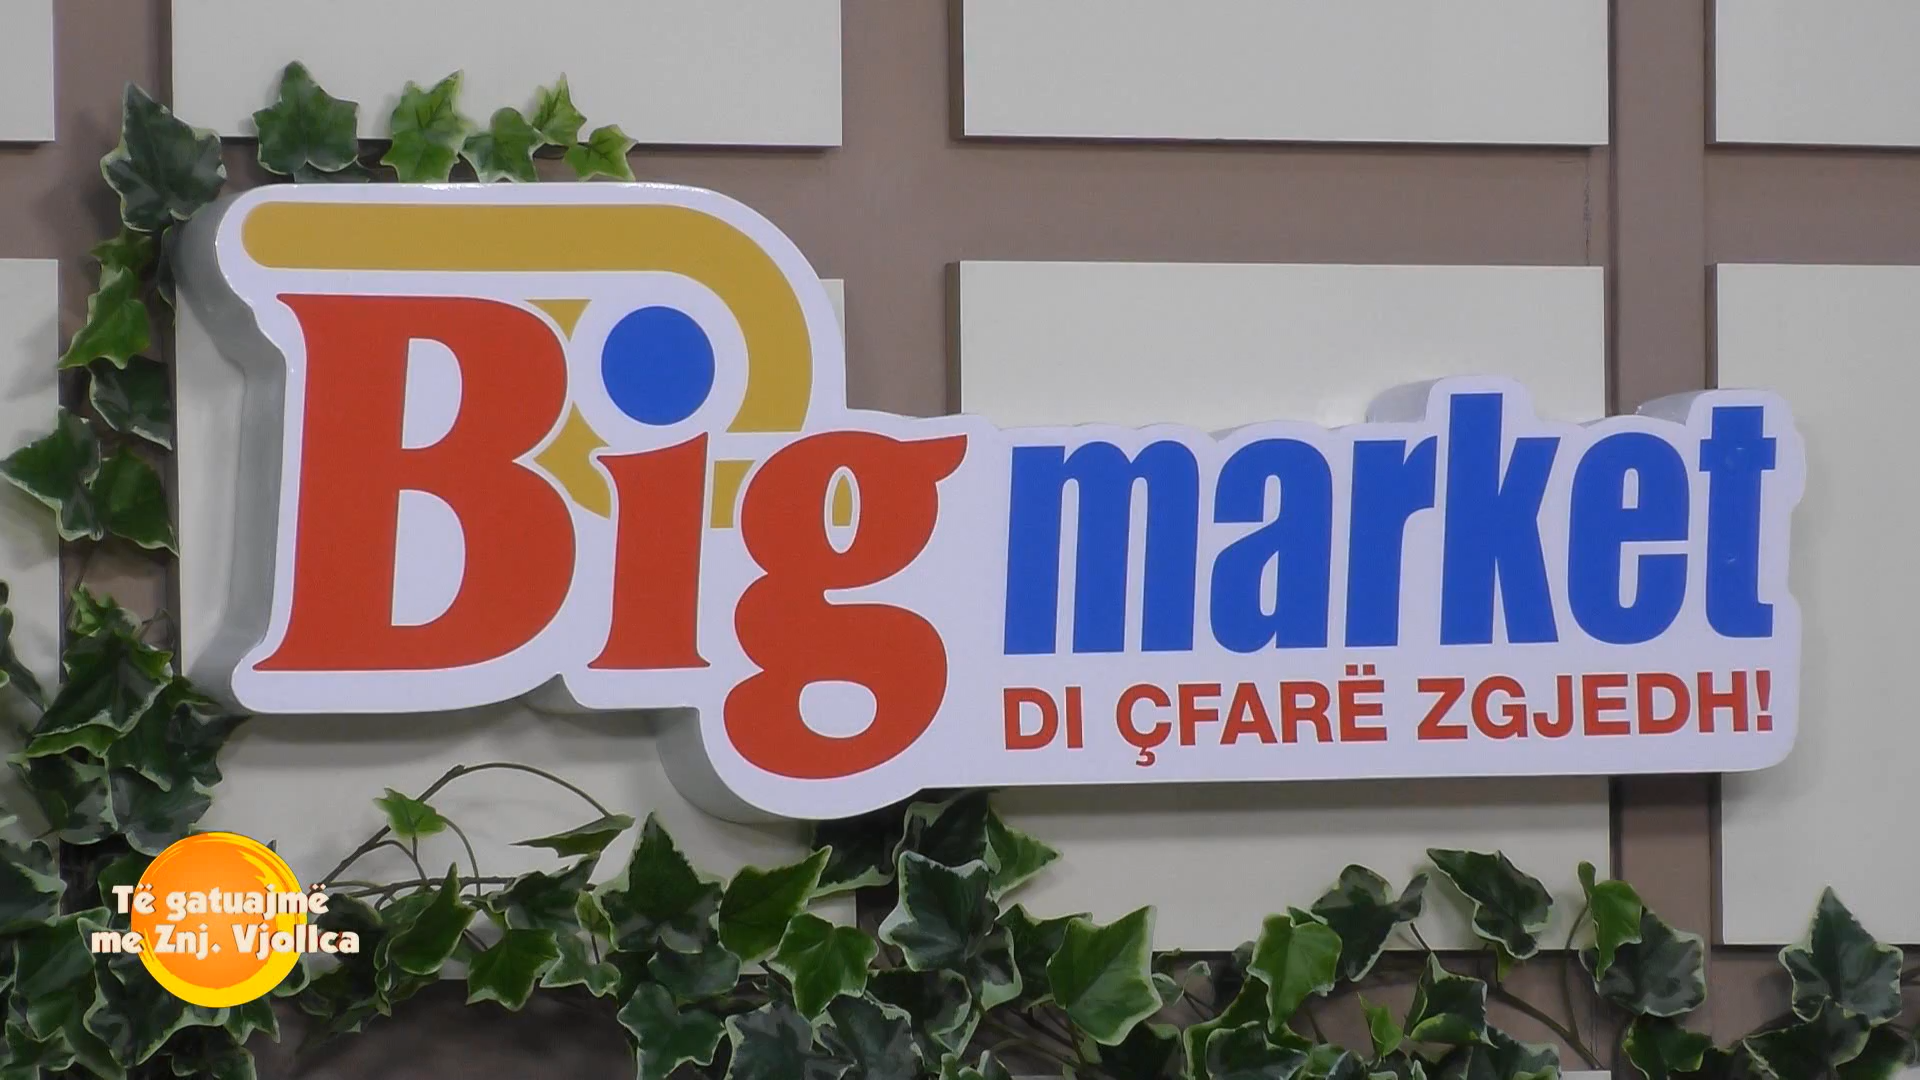 Big market
DI ÇFARË ZGJEDH!
Të gatuajmë
me Znj. Vjollca